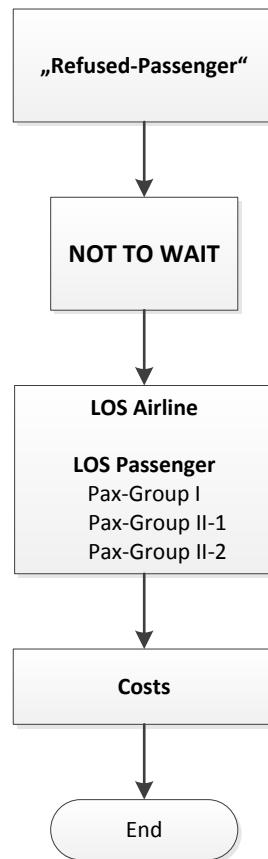 „Refused-Passenger“
NOT TO WAIT
LOS Airline
LOS Passenger
Pax-Group I
Pax-Group II-1
Pax-Group II-2
Costs
End